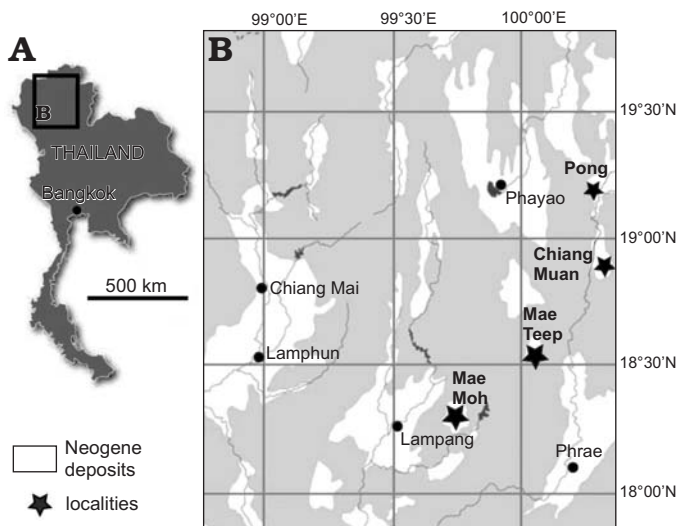 A
B
THAILAND
Bangkok
500 km
Neogene
deposits
localities
B
99°00'E
99°30'E
100°00'E
19°30'N
19°00'N
18°30'N
18°00'N
Pong
Phayao
Chiang
Muan
Chiang Mai
Mae
Teep
Lamphun
Mae
Moh
Lampang
Phrae